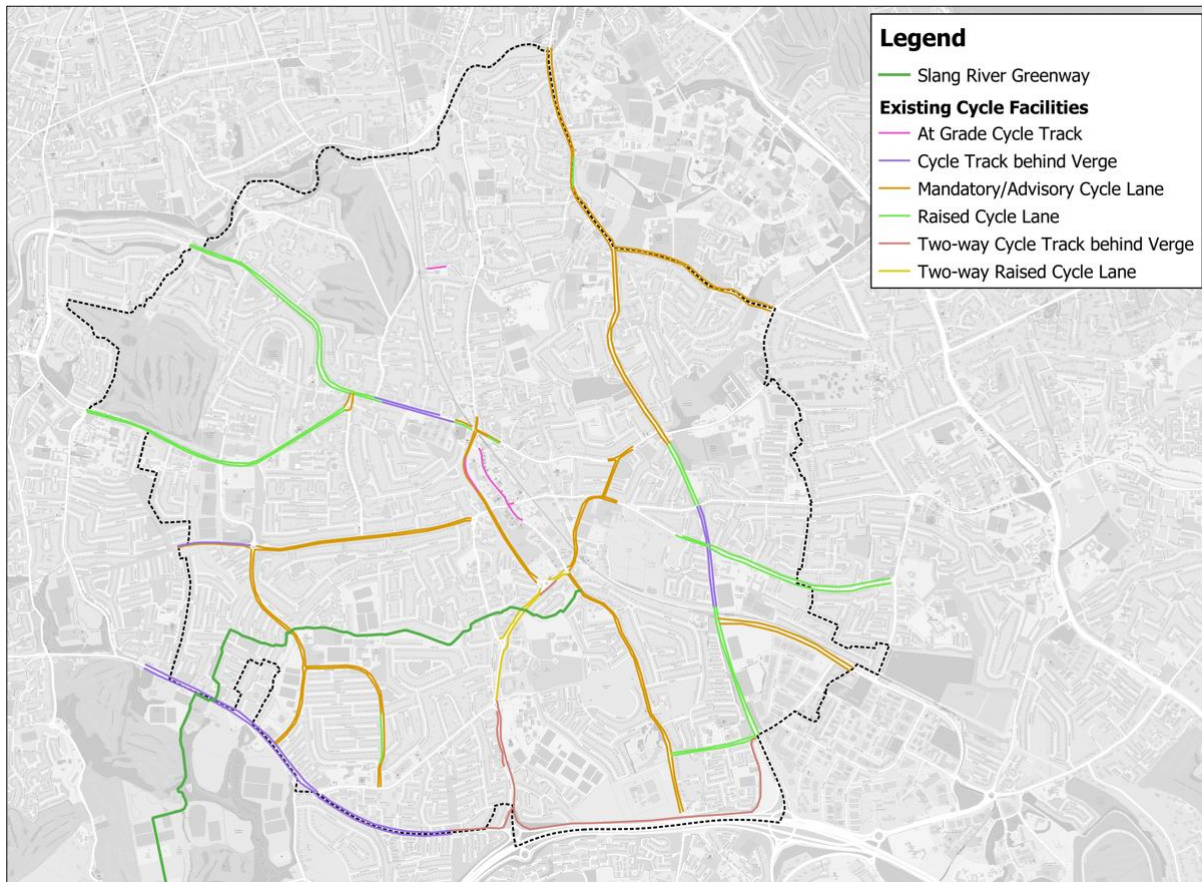 Legend
Slang River Greenway
Existing Cycle Facilities
At Grade Cycle Track
Cycle Track behind Verge
Mandatory/Advisory Cycle Lane
Raised Cycle Lane
Two-way Cycle Track behind Verge
Two-way Raised Cycle Lane